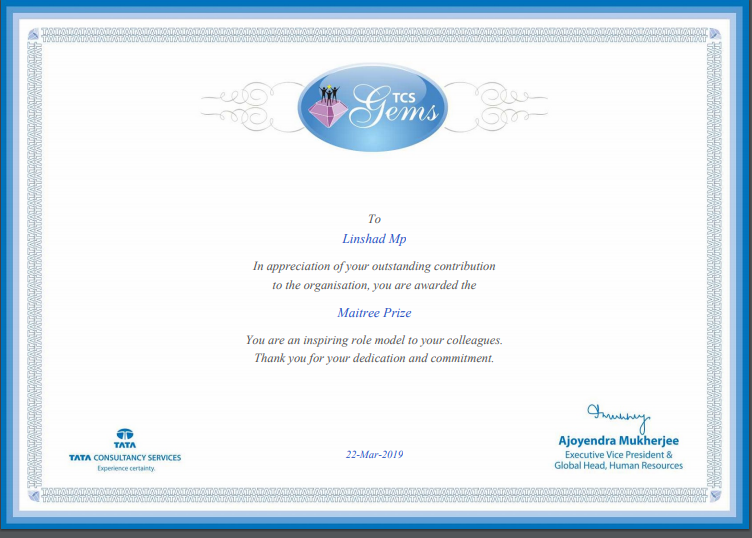 TCS
Gems
To
Linshad Mp
In appreciation of your outstanding contribution
to the organisation, you are awarded the
Maitree Prize
You are an inspiring role model to your colleagues.
Thank you for your dedication and commitment.
TATA
TATA CONSULTANCY SERVICES
Experience certainty.
22-Mar-2019
Ajoyendra Mukherjee
Executive Vice President &
Global Head, Human Resources